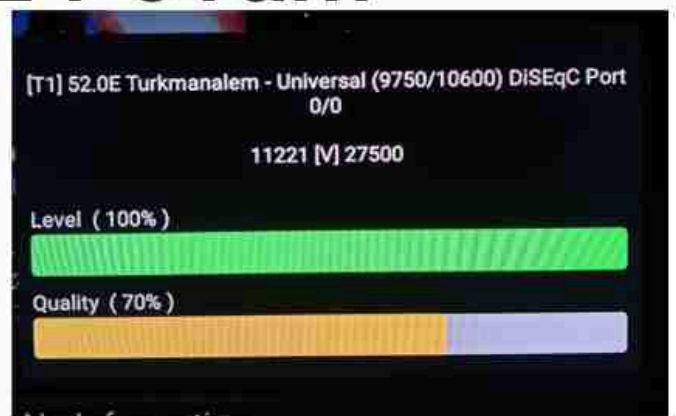 [T1] 52.0E Turkmanalem - Universal (9750/10600) DiSEqC Port
0/0
11221 [V] 27500
Level ( 100% )
Quality ( 70% )